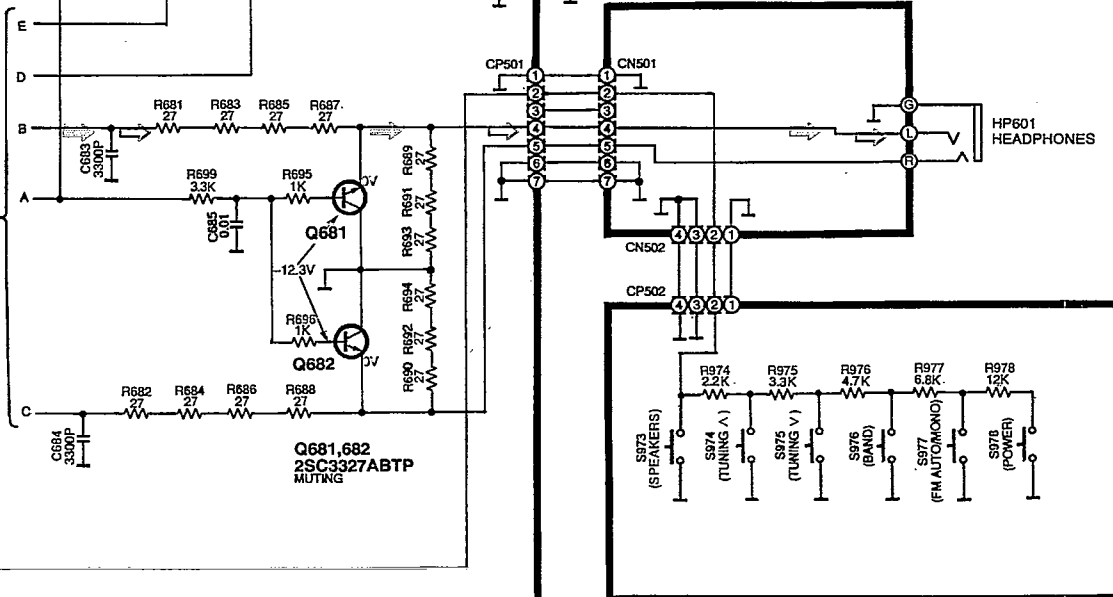 E
D
B
A
C
R681
27
R683
27
R685
27
R687
27
C683
3300P
R699
3.3K
R695
1K
C685
0.01
0V
Q681
-12.3V
R696
1K
0V
Q682
R689
27
R691
27
R693
27
R694
27
R692
27
R690
27
R682
27
R684
27
R686
27
R688
27
C684
3300P
Q681,682
2SC3327ABTP
MUTING
CP501
1
2
3
4
5
6
7
CN501
1
2
3
4
5
6
7
G
L
R
HP601
HEADPHONES
CN502
4 3 2 1
CP502
4 3 2 1
R974
2.2K
R975
3.3K
R976
4.7K
R977
6.8K
R978
12K
S973
(SPEAKERS)
S974
(TUNING ∧)
S975
(TUNING ∨)
S976
(BAND)
S977
(FM AUTO/MONO)
S978
(POWER)